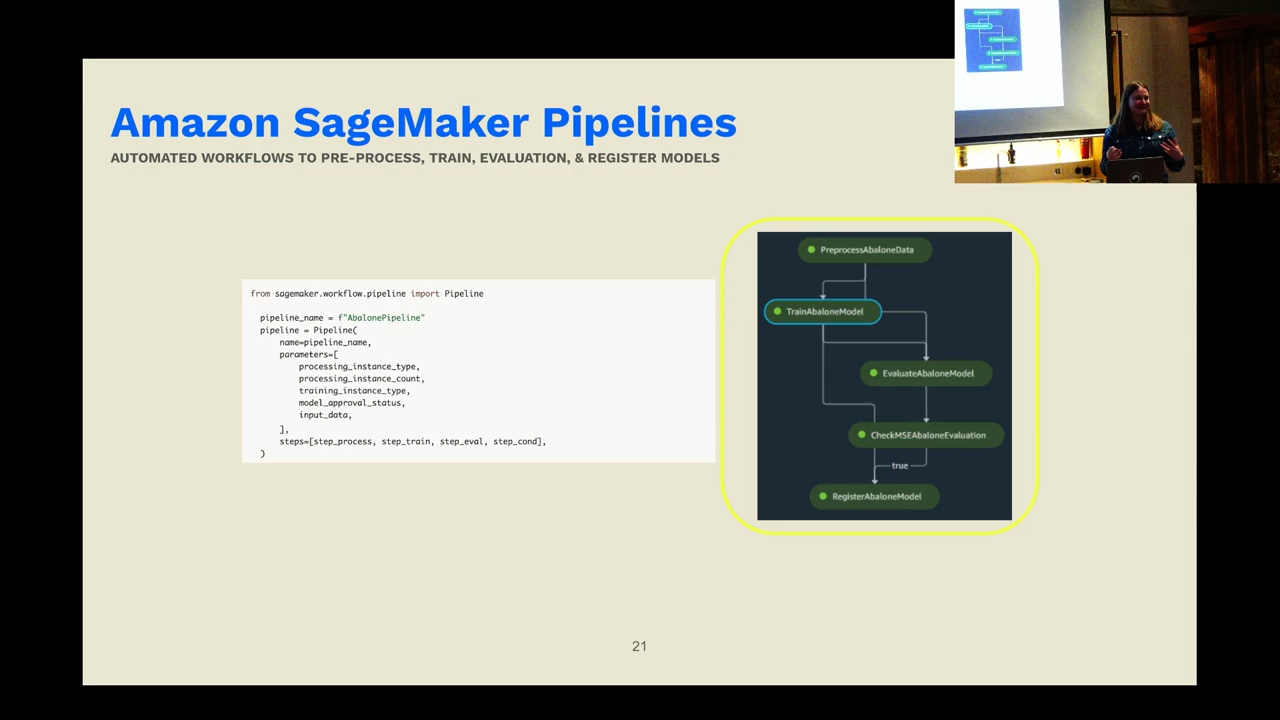 Amazon SageMaker Pipelines
AUTOMATED WORKFLOWS TO PRE-PROCESS, TRAIN, EVALUATION, & REGISTER MODELS
from sagemaker.workflow.pipeline import Pipeline
pipeline_name = f"AbalonePipeline"
pipeline = Pipeline(
name=pipeline_name,
parameters=[
processing_instance_type,
processing_instance_count,
training_instance_type,
model_approval_status,
input_data,
],
steps=[step_process, step_train, step_eval, step_cond],
)
PreprocessAbaloneData
TrainAbaloneModel
EvaluateAbaloneModel
CheckMSEAbaloneEvaluation
true
RegisterAbaloneModel
21